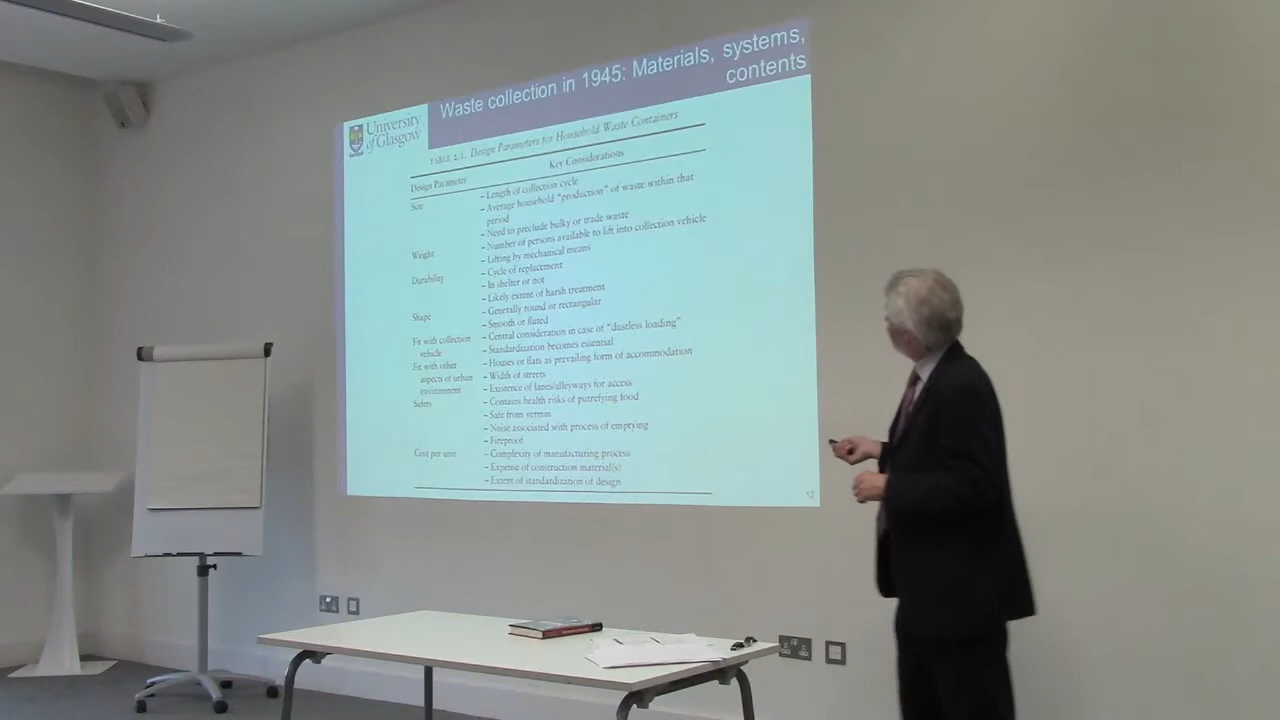 Waste collection in 1945: Materials, systems,
contents
University
of Glasgow
TABLE 2.1. Design Parameters for Household Waste Containers
Design Parameter Key Considerations
Size – Length of collection cycle
– Average household "production" of waste within that
period
– Need to preclude bulky or trade waste
Weight – Number of persons available to lift into collection vehicle
– Lifting by mechanical means
Durability – Cycle of replacement
– In shelter or not
– Likely extent of harsh treatment
Shape – Generally round or rectangular
– Smooth or fluted
Fit with collection – Central consideration in case of "dustless loading"
vehicle – Standardization becomes essential
Fit with other – Houses or flats as prevailing form of accommodation
aspects of urban – Width of streets
environment – Existence of lanes/alleyways for access
Safety – Contains health risks of putrefying food
– Safe from vermin
– Noise associated with process of emptying
– Fireproof
Cost per unit – Complexity of manufacturing process
– Expense of construction material(s)
– Extent of standardization of design
12